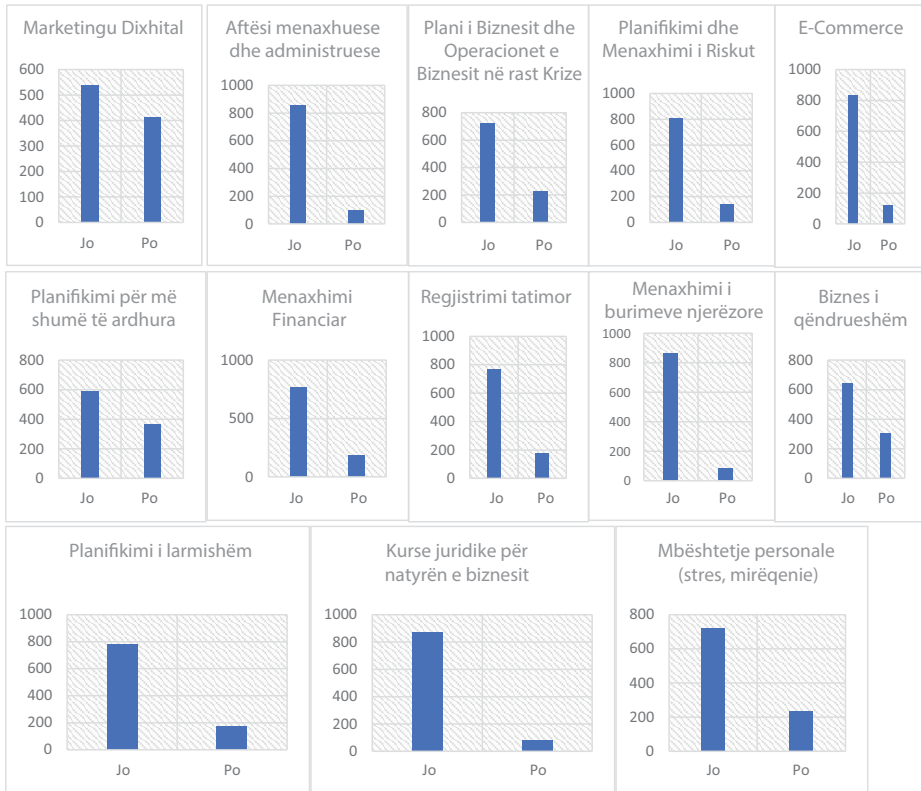 Marketingu Dixhital
600
500
400
300
200
100
0
Jo Po
Aftësi menaxhuese
dhe administruese
1000
800
600
400
200
0
Jo Po
Plani i Biznesit dhe
Operacionet e
Biznesit në rast Krize
800
600
400
200
0
Jo Po
Planifikimi dhe
Menaxhimi i Riskut
1000
800
600
400
200
0
Jo Po
E-Commerce
1000
800
600
400
200
0
Jo Po
Planifikimi për më
shumë të ardhura
800
600
400
200
0
Jo Po
Menaxhimi
Financiar
1000
500
0
Jo Po
Regjistrimi tatimor
1000
800
600
400
200
0
Jo Po
Menaxhimi i
burimeve njerëzore
1000
800
600
400
200
0
Jo Po
Biznes i
qëndrueshëm
800
600
400
200
0
Jo Po
Planifikimi i larmishëm
1000
800
600
400
200
0
Jo Po
Kurse juridike për
natyrën e biznesit
1000
800
600
400
200
0
Jo Po
Mbështetje personale
(stres, mirëqenie)
800
600
400
200
0
Jo Po